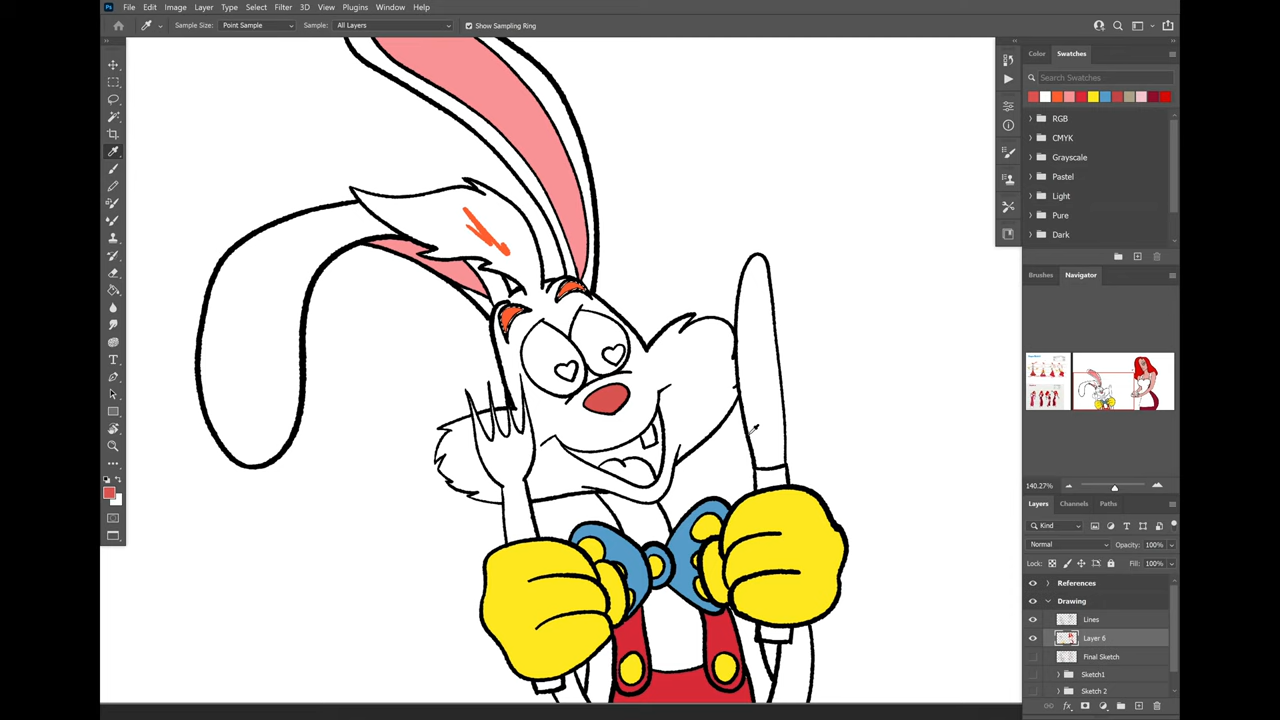 Ps File Edit Image Layer Type Select Filter 3D View Plugins Window Help
Sample Size: Point Sample Sample: All Layers Show Sampling Ring
Color Swatches
Search Swatches
RGB
CMYK
Grayscale
Pastel
Light
Pure
Dark
Brushes Navigator
140.27%
Layers Channels Paths
Kind
Normal Opacity: 100%
Lock: Fill: 100%
References
Drawing
Lines
Layer 6
Final Sketch
Sketch1
Sketch 2
fx